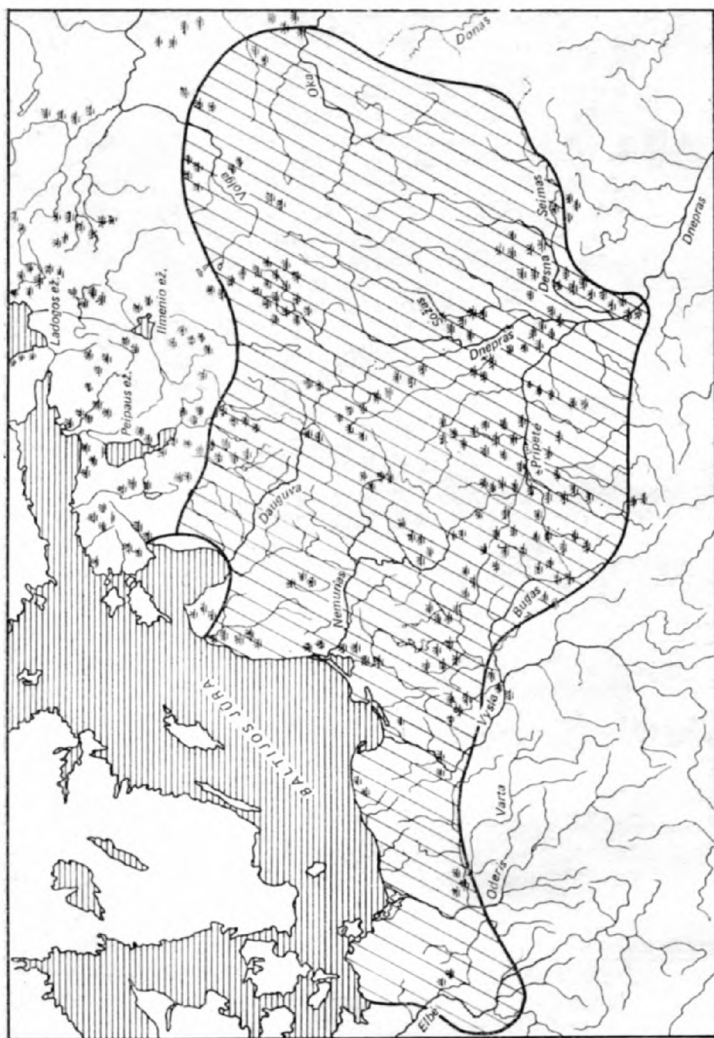 Ladogos ež.
Ilmenio ež.
Peipaus ež.
Volga
Oka
Donas
Seimas
Desna
Sožas
Dnepras
Dnepras
Pripetė
Dauguva
Nemunas
Bugas
BALTIJOS JŪRA
Vysla
Varta
Oderis
Elbė